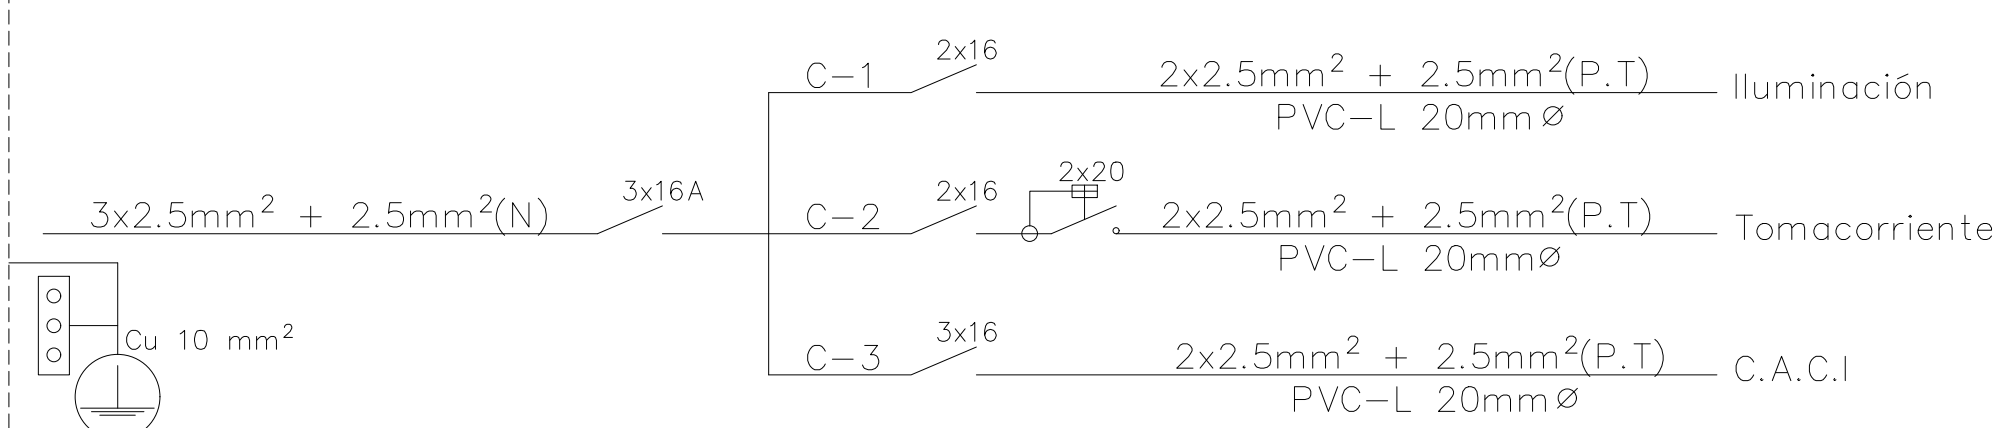 2x16
C-1
2x2.5mm² + 2.5mm²(P.T)
Iluminación
PVC-L 20mmØ
3x2.5mm² + 2.5mm²(N)
3x16A
C-2
2x16
2x20
2x2.5mm² + 2.5mm²(P.T)
Tomacorriente
PVC-L 20mmØ
Cu 10 mm²
3x16
C-3
2x2.5mm² + 2.5mm²(P.T)
C.A.C.I
PVC-L 20mmØ